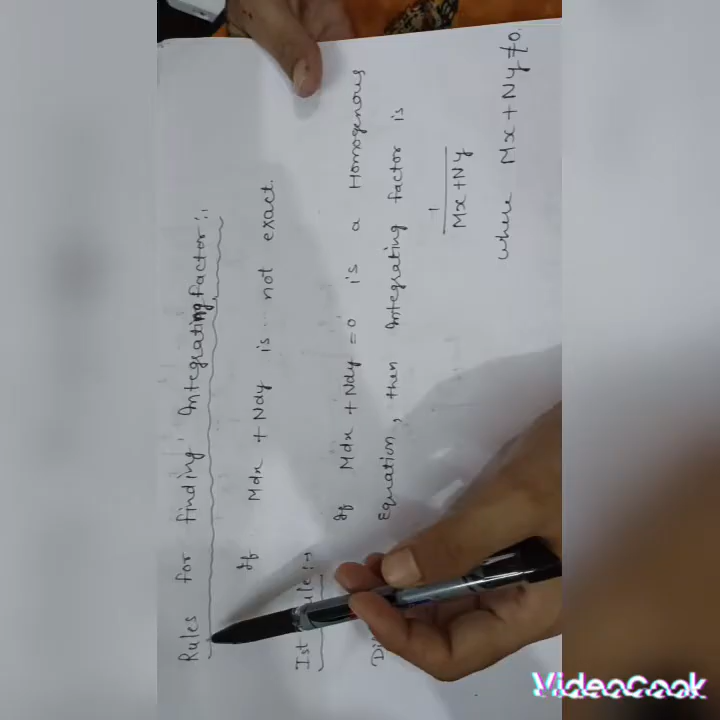 Rules for finding Integrating factor:-
If Mdx + Ndy is not exact.
Ist
If Mdx + Ndy = 0 is a Homogenous
Equation, then Integrating factor is
1
Mx + Ny
where Mx + Ny ≠ 0.
VideoCook